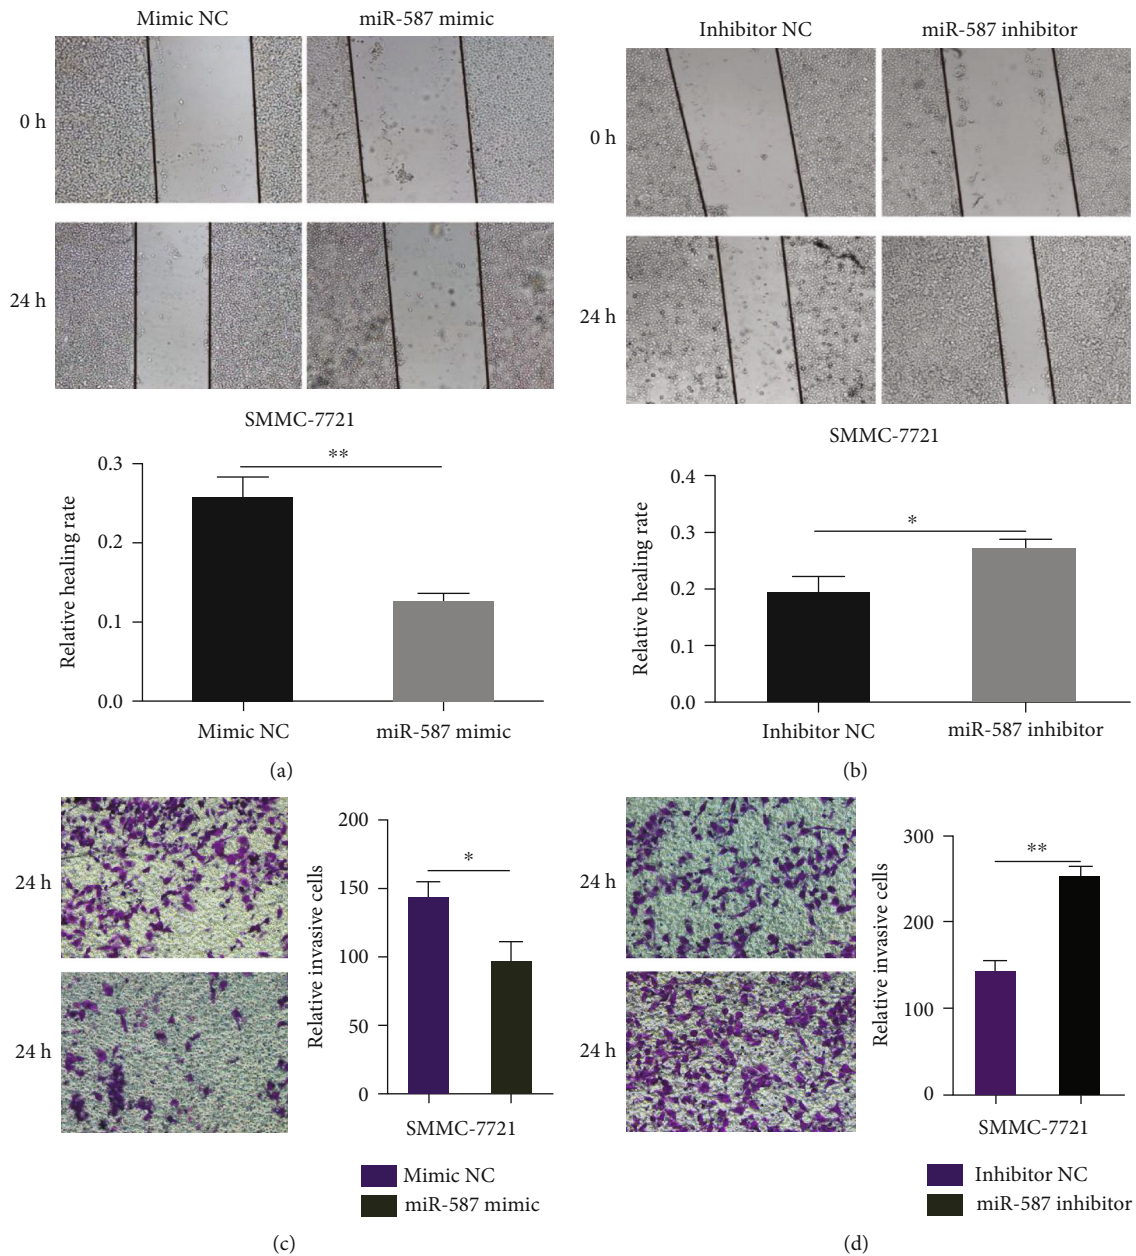 Mimic NC
miR-587 mimic
0 h
24 h
SMMC-7721
**
Relative healing rate
0.3
0.2
0.1
0.0
Mimic NC
miR-587 mimic
(a)
Inhibitor NC
miR-587 inhibitor
0 h
24 h
SMMC-7721
*
Relative healing rate
0.4
0.3
0.2
0.1
0.0
Inhibitor NC
miR-587 inhibitor
(b)
24 h
24 h
Relative invasive cells
200
150
100
50
0
*
SMMC-7721
Mimic NC
miR-587 mimic
(c)
24 h
24 h
Relative invasive cells
300
200
100
0
**
SMMC-7721
Inhibitor NC
miR-587 inhibitor
(d)